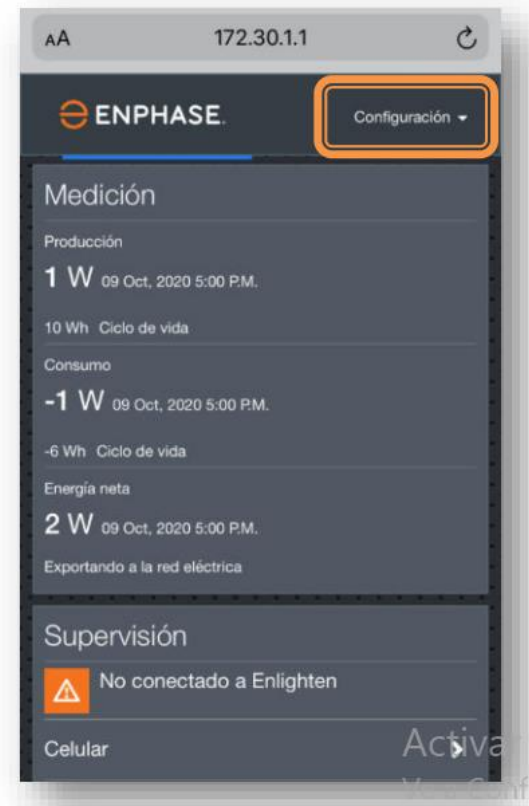 AA 172.30.1.1
ENPHASE. Configuración
Medición
Producción
1 W 09 Oct, 2020 5:00 P.M.
10 Wh Ciclo de vida
Consumo
-1 W 09 Oct, 2020 5:00 P.M.
-6 Wh Ciclo de vida
Energía neta
2 W 09 Oct, 2020 5:00 P.M.
Exportando a la red eléctrica
Supervisión
No conectado a Enlighten
Celular
Activa